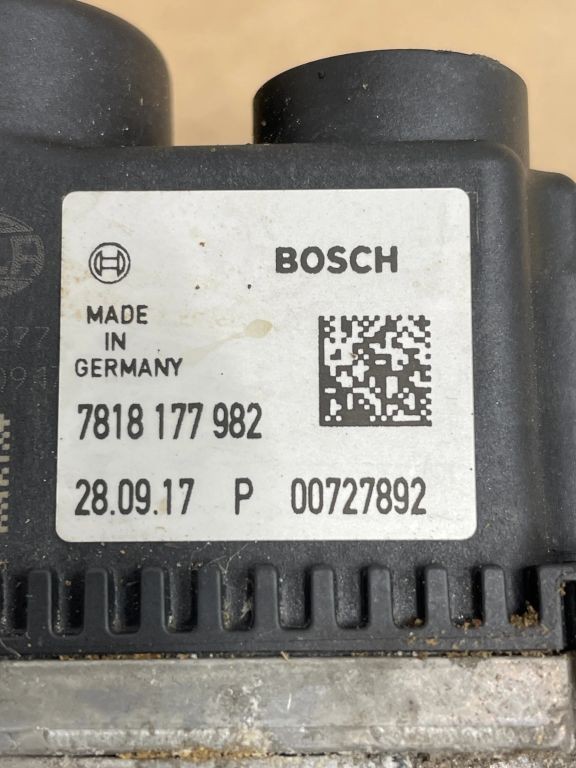 BOSCH
MADE
IN
GERMANY
7818 177 982
28.09.17 P 00727892